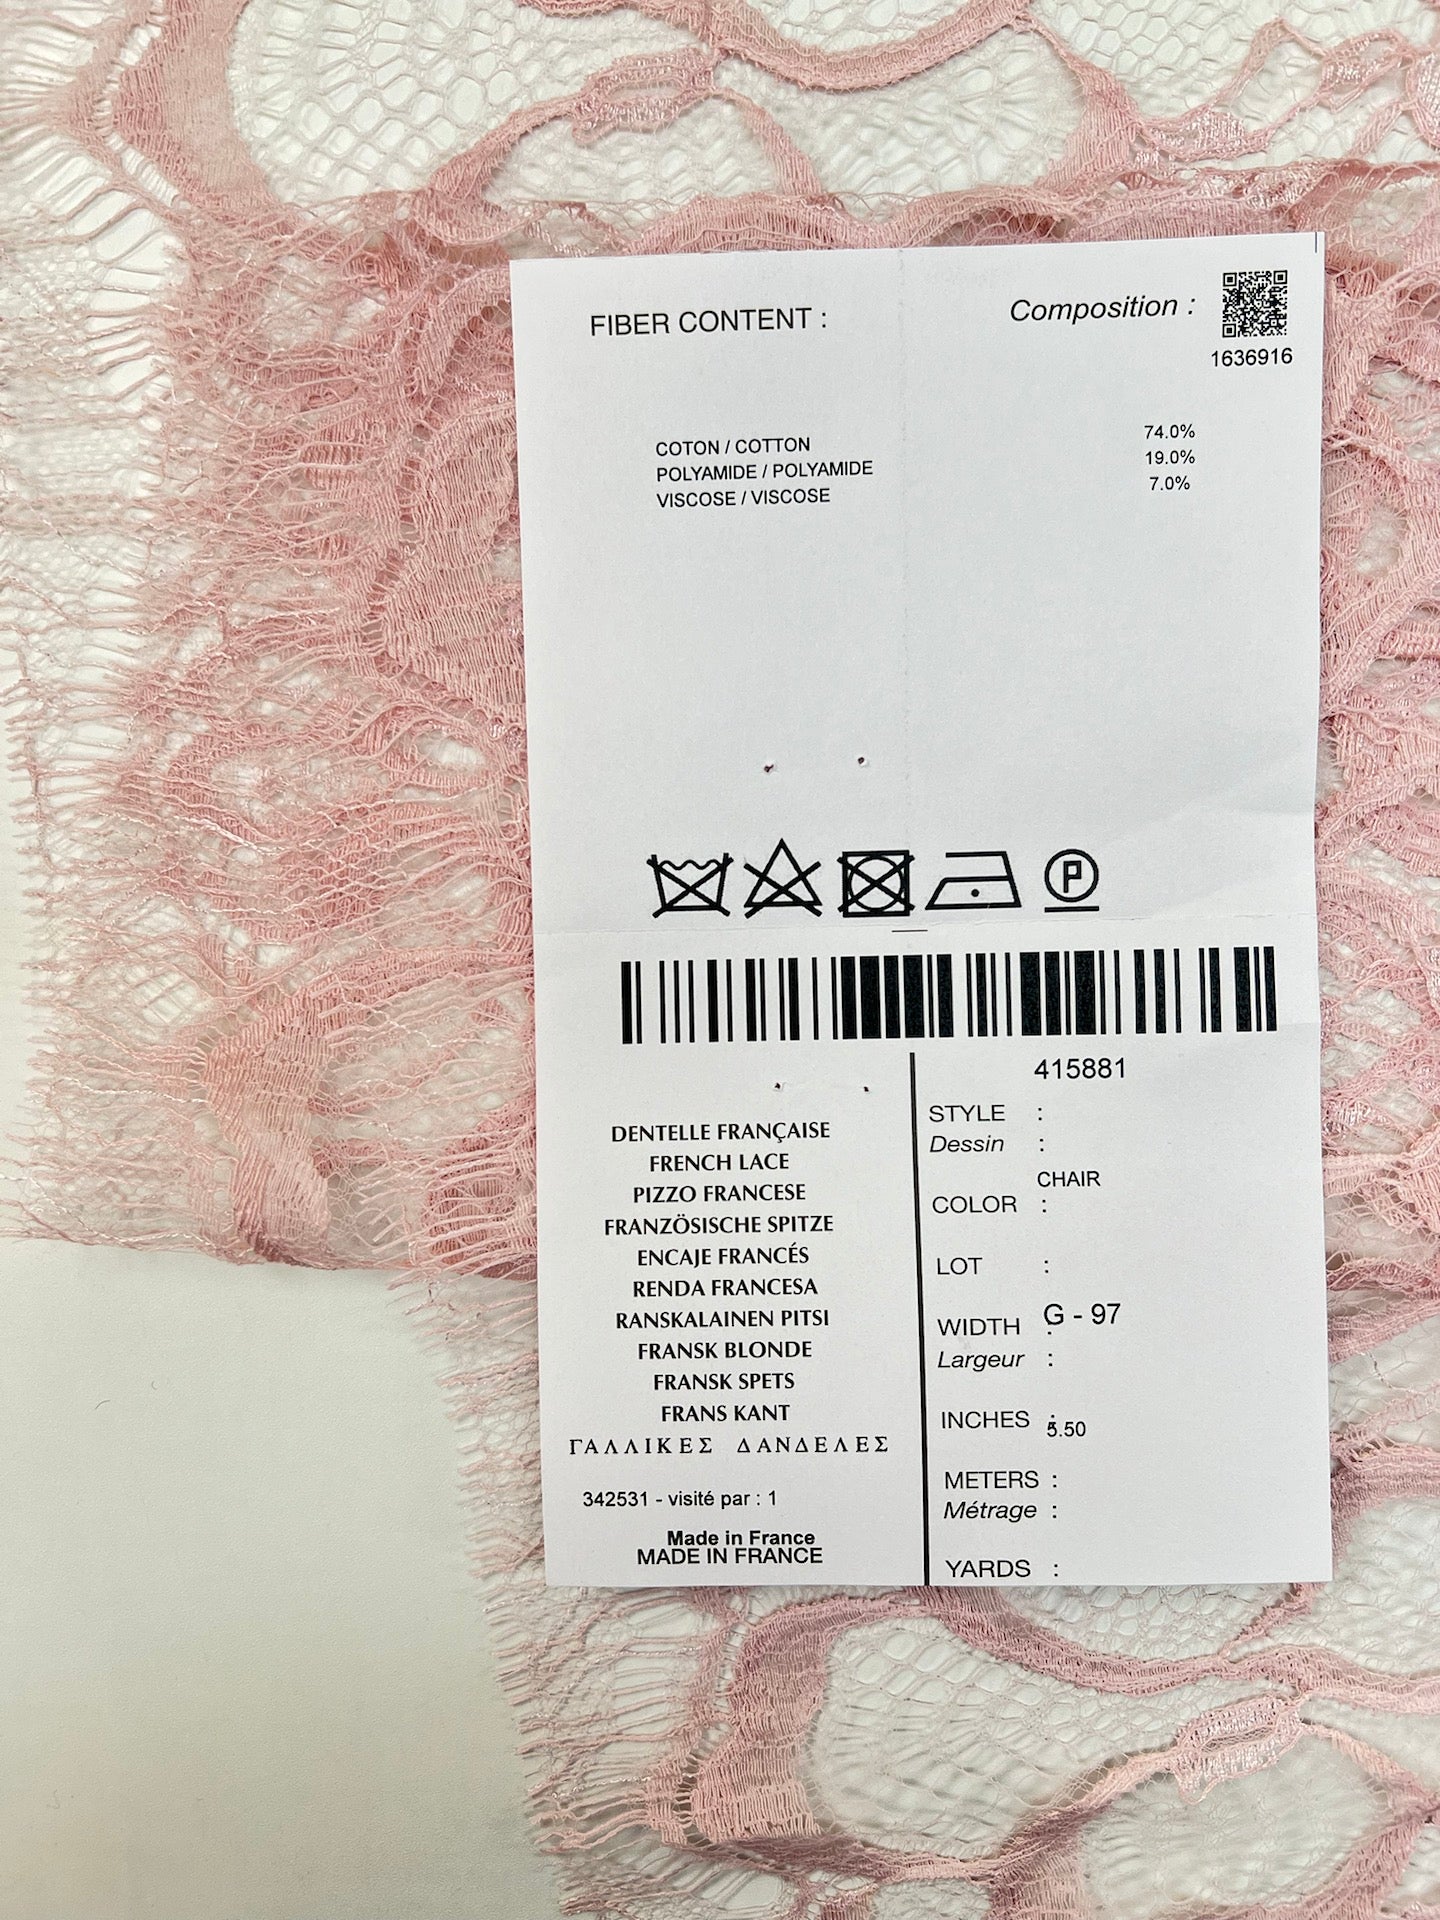 FIBER CONTENT :
Composition :
1636916
COTON / COTTON 74.0%
POLYAMIDE / POLYAMIDE 19.0%
VISCOSE / VISCOSE 7.0%
P
415881
DENTELLE FRANÇAISE
FRENCH LACE
PIZZO FRANCESE
FRANZÖSISCHE SPITZE
ENCAJE FRANCÉS
RENDA FRANCESA
RANSKALAINEN PITSI
FRANSK BLONDE
FRANSK SPETS
FRANS KANT
ΓΑΛΛΙΚΕΣ ΔΑΝΔΕΛΕΣ
342531 - visité par : 1
Made in France
MADE IN FRANCE
STYLE :
Dessin :
CHAIR
COLOR :
LOT :
G - 97
WIDTH :
Largeur :
INCHES : 5.50
METERS :
Métrage :
YARDS :